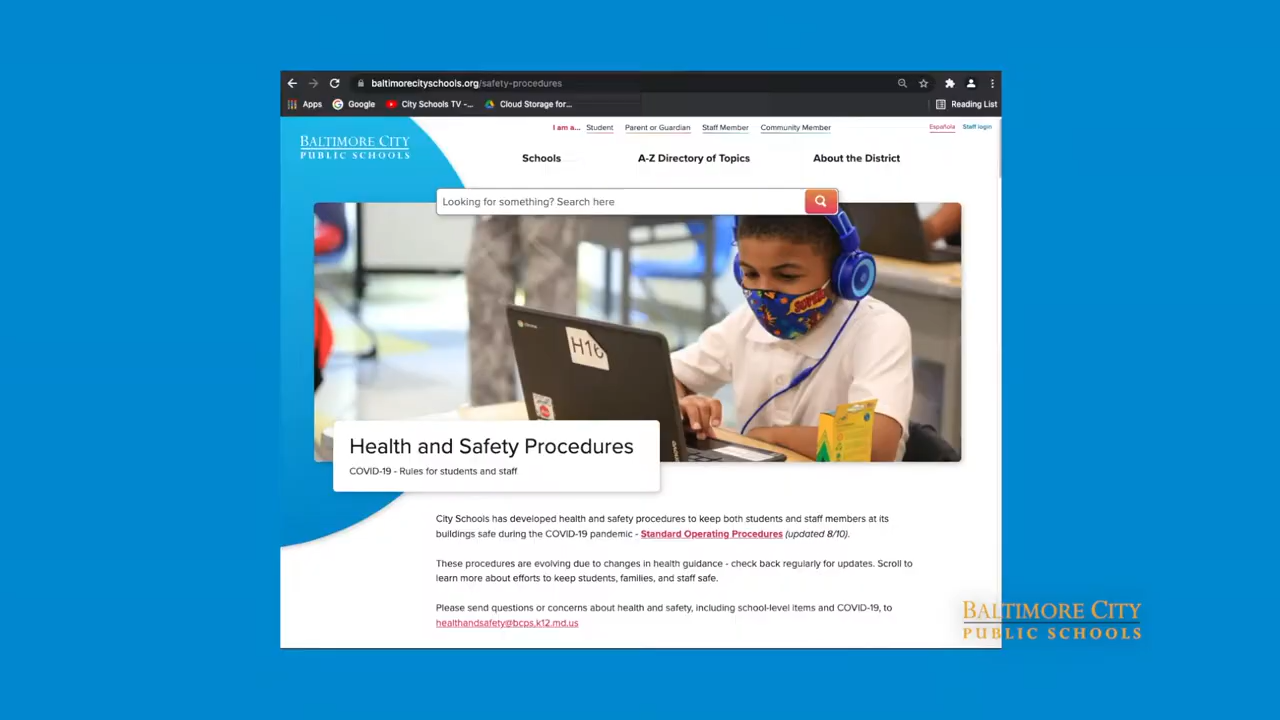 baltimorecityschools.org/safety-procedures
Apps Google City Schools TV -... Cloud Storage for... Reading List
I am a... Student Parent or Guardian Staff Member Community Member Española Staff login
BALTIMORE CITY
PUBLIC SCHOOLS
Schools A-Z Directory of Topics About the District
Looking for something? Search here
SUPER
H16
Health and Safety Procedures
COVID-19 - Rules for students and staff
City Schools has developed health and safety procedures to keep both students and staff members at its
buildings safe during the COVID-19 pandemic - Standard Operating Procedures (updated 8/10).
These procedures are evolving due to changes in health guidance - check back regularly for updates. Scroll to
learn more about efforts to keep students, families, and staff safe.
Please send questions or concerns about health and safety, including school-level items and COVID-19, to
healthandsafety@bcps.k12.md.us
BALTIMORE CITY
PUBLIC SCHOOLS